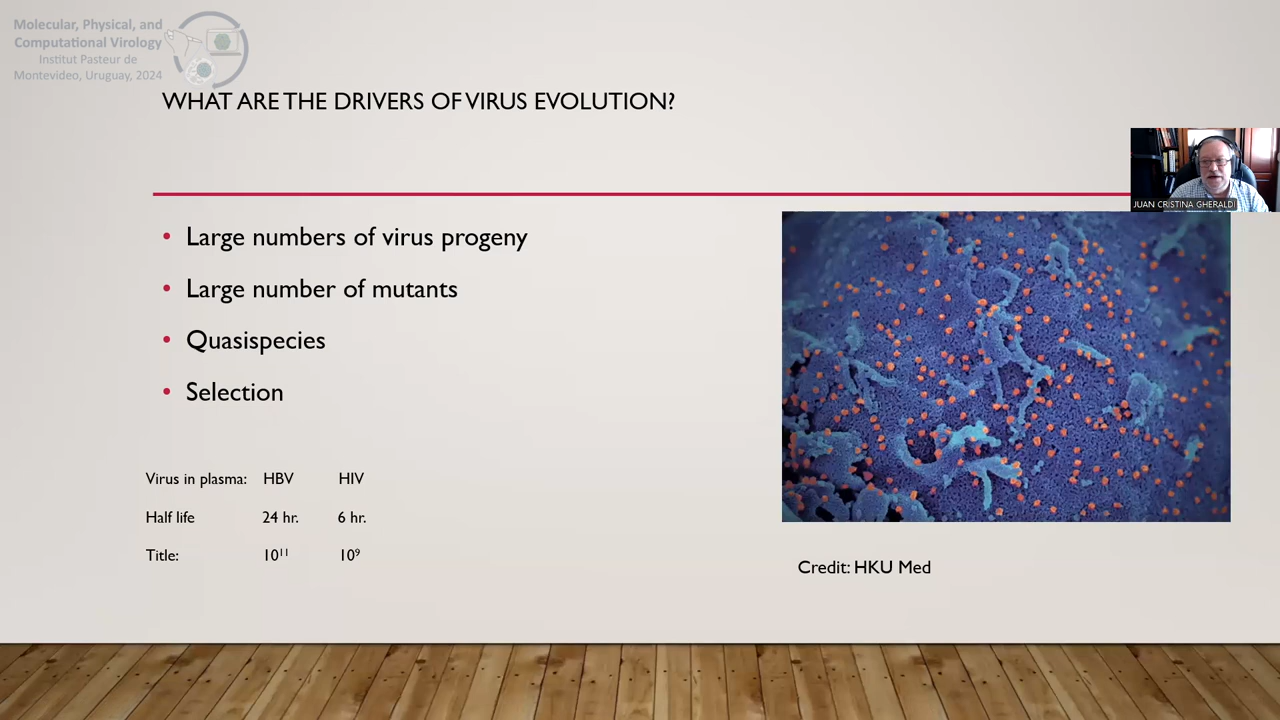 Molecular, Physical, and
Computational Virology
Institut Pasteur de
Montevideo, Uruguay, 2024
WHAT ARE THE DRIVERS OF VIRUS EVOLUTION?
JUAN CRISTINA GHERALDI
• Large numbers of virus progeny
• Large number of mutants
• Quasispecies
• Selection
Virus in plasma: HBV HIV
Half life 24 hr. 6 hr.
Title: 10¹¹ 10⁹
Credit: HKU Med